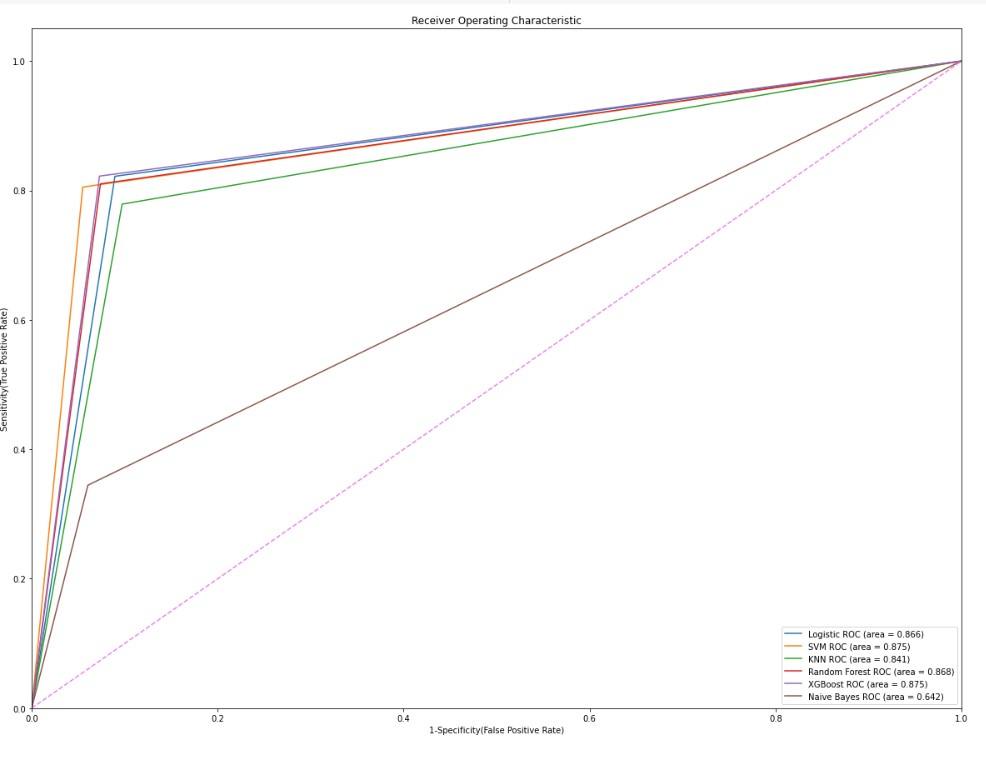 Receiver Operating Characteristic
1.0
0.8
0.6
0.4
0.2
0.0
Sensitivity(True Positive Rate)
0.0 0.2 0.4 0.6 0.8 1.0
1-Specificity(False Positive Rate)
Logistic ROC (area = 0.866)
SVM ROC (area = 0.875)
KNN ROC (area = 0.841)
Random Forest ROC (area = 0.868)
XGBoost ROC (area = 0.875)
Naive Bayes ROC (area = 0.642)